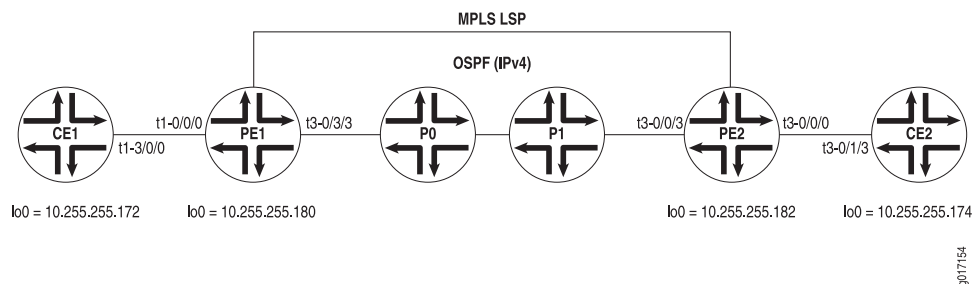 MPLS LSP
OSPF (IPv4)
CE1
t1-3/0/0
t1-0/0/0
PE1
t3-0/3/3
P0
P1
t3-0/0/3
PE2
t3-0/0/0
t3-0/1/3
CE2
lo0 = 10.255.255.172
lo0 = 10.255.255.180
lo0 = 10.255.255.182
lo0 = 10.255.255.174
g017154